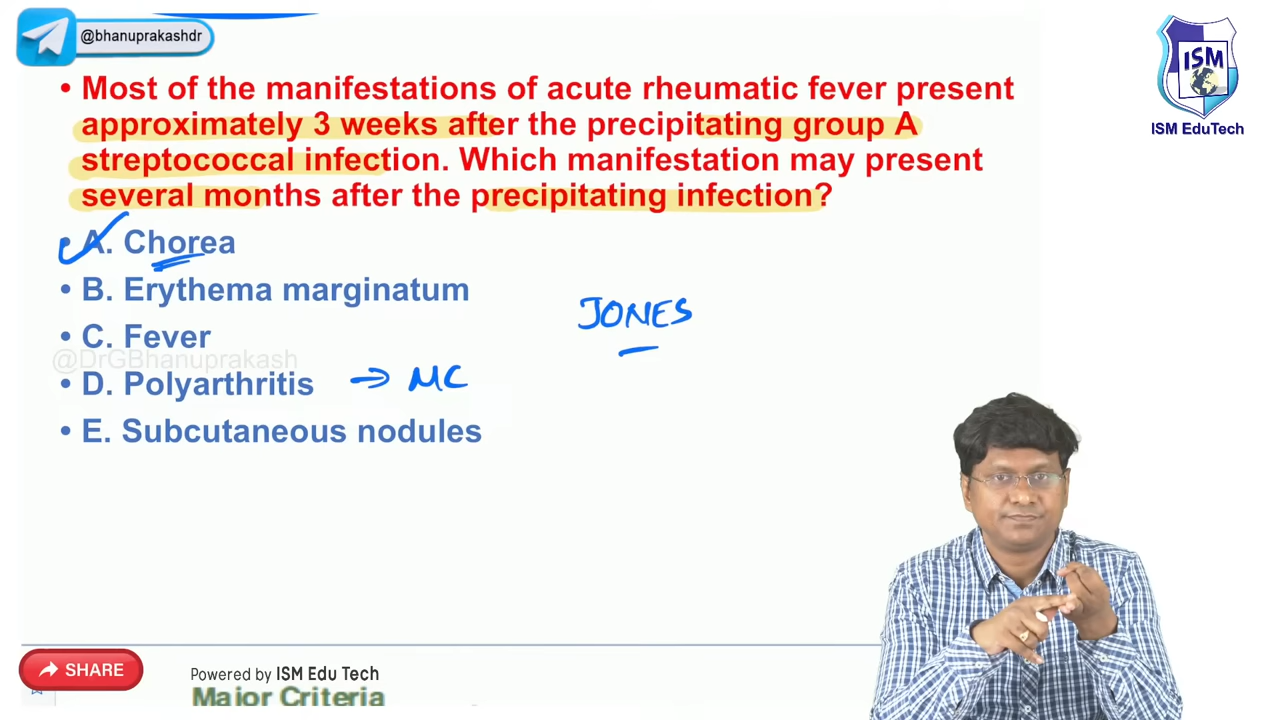 @bhanuprakashdr
ISM
ISM EduTech
• Most of the manifestations of acute rheumatic fever present
approximately 3 weeks after the precipitating group A
streptococcal infection. Which manifestation may present
several months after the precipitating infection?
• A. Chorea
• B. Erythema marginatum
JONES
• C. Fever
@DrGBhanuprakash
• D. Polyarthritis → MC
• E. Subcutaneous nodules
SHARE
Powered by ISM Edu Tech
Major Criteria